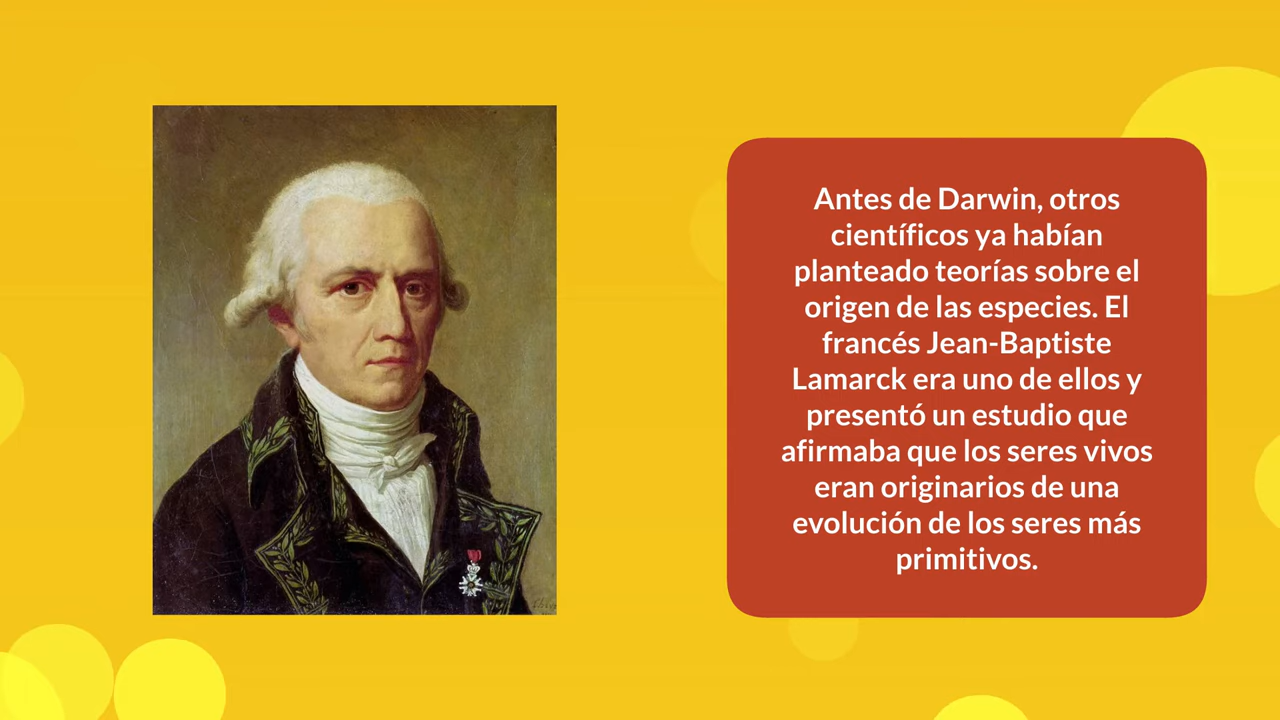 Antes de Darwin, otros
científicos ya habían
planteado teorías sobre el
origen de las especies. El
francés Jean-Baptiste
Lamarck era uno de ellos y
presentó un estudio que
afirmaba que los seres vivos
eran originarios de una
evolución de los seres más
primitivos.